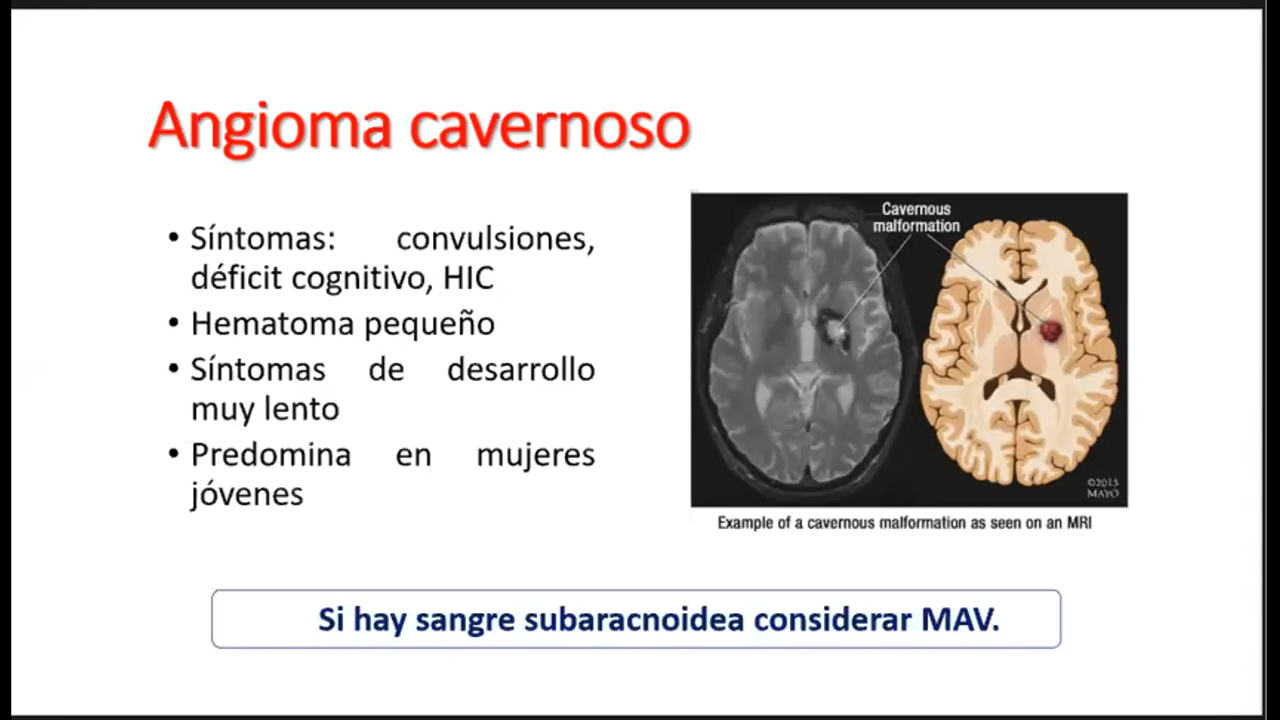 Angioma cavernoso
• Síntomas: convulsiones,
déficit cognitivo, HIC
• Hematoma pequeño
• Síntomas de desarrollo
muy lento
• Predomina en mujeres
jóvenes
Cavernous
malformation
©2013
MAYO
Example of a cavernous malformation as seen on an MRI
Si hay sangre subaracnoidea considerar MAV.